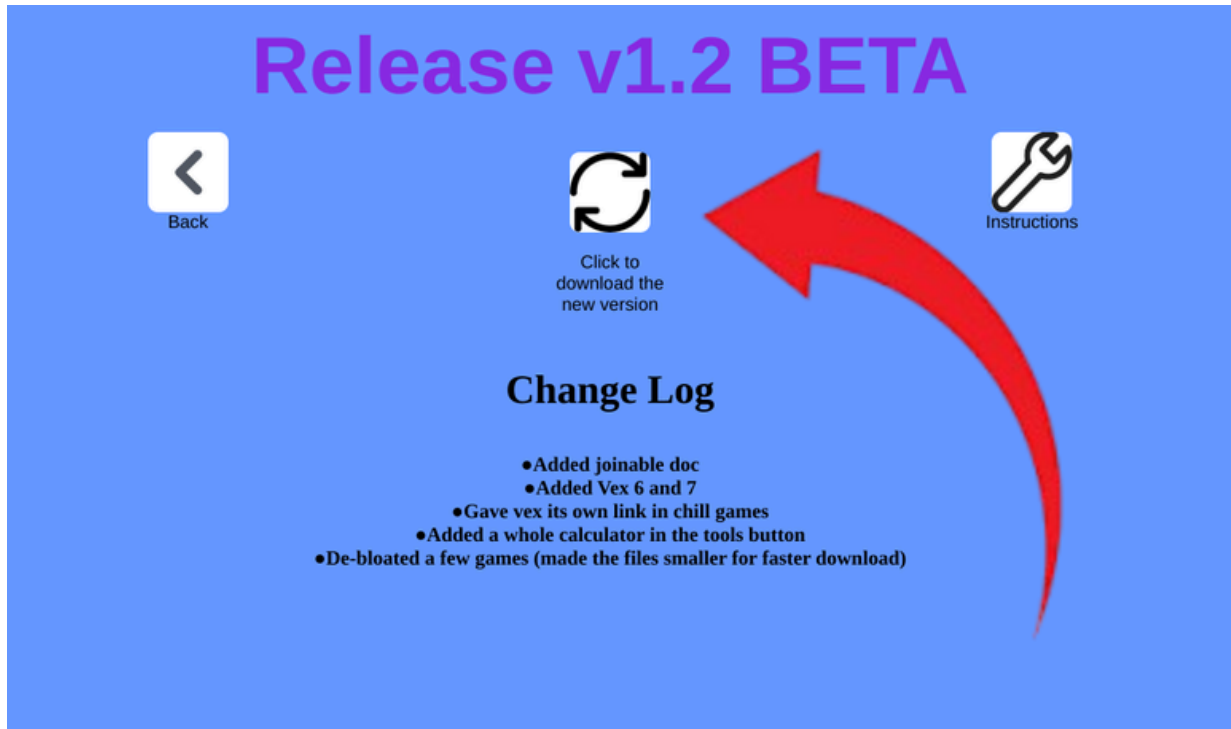 Release v1.2 BETA
Back
Instructions
Click to
download the
new version
Change Log
●Added joinable doc
●Added Vex 6 and 7
●Gave vex its own link in chill games
●Added a whole calculator in the tools button
●De-bloated a few games (made the files smaller for faster download)